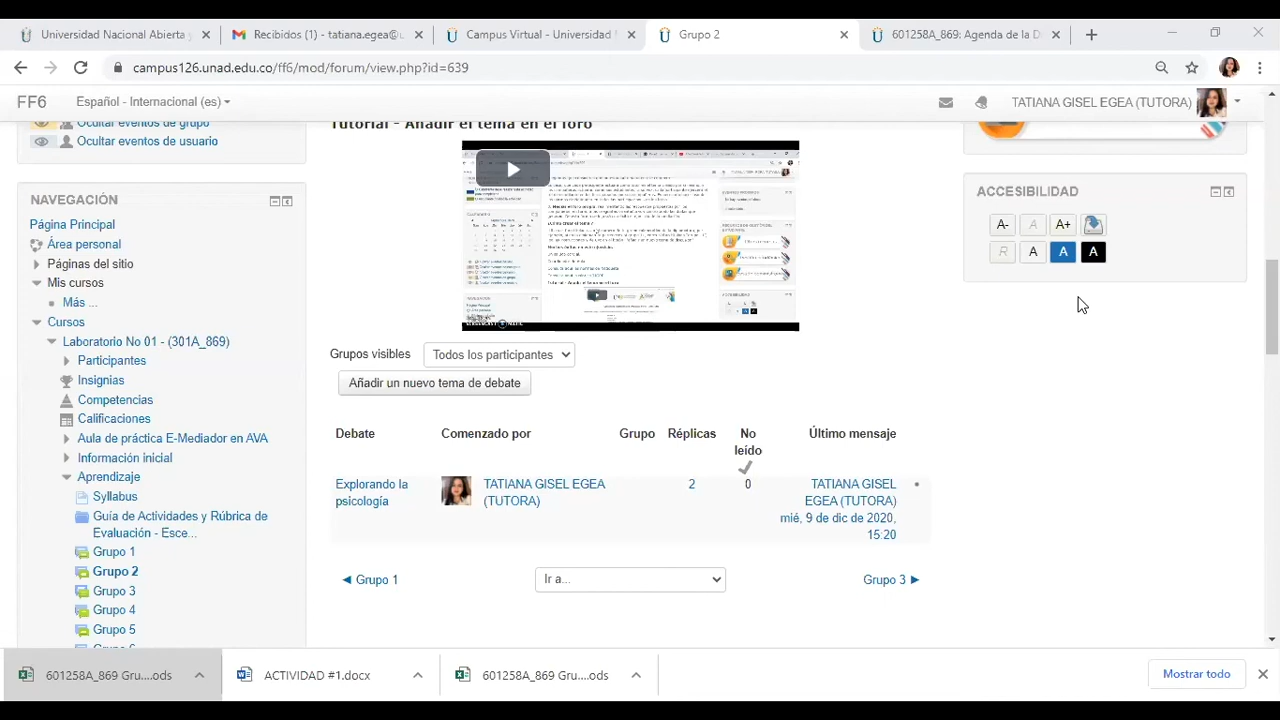 Universidad Nacional Abierta y
Recibidos (1) - tatiana.egea@u
Campus Virtual - Universidad N
Grupo 2
601258A_869: Agenda de la D
campus126.unad.edu.co/ff6/mod/forum/view.php?id=639
FF6
Español - Internacional (es)
TATIANA GISEL EGEA (TUTORA)
Ocultar eventos de grupo
Ocultar eventos de usuario
NAVEGACIÓN
Página Principal
Área personal
Páginas del sitio
Mis cursos
Más...
Cursos
Laboratorio No 01 - (301A_869)
Participantes
Insignias
Competencias
Calificaciones
Aula de práctica E-Mediador en AVA
Información inicial
Aprendizaje
Syllabus
Guía de Actividades y Rúbrica de
Evaluación - Esce...
Grupo 1
Grupo 2
Grupo 3
Grupo 4
Grupo 5
Tutorial - Añadir el tema en el foro
Grupos visibles
Todos los participantes
Añadir un nuevo tema de debate
Debate Comenzado por Grupo Réplicas No
leído
Último mensaje
Explorando la
psicología
TATIANA GISEL EGEA
(TUTORA)
2
0
TATIANA GISEL
EGEA (TUTORA)
mié, 9 de dic de 2020,
15:20
◄ Grupo 1
Ir a...
Grupo 3 ►
ACCESIBILIDAD
A- A A+
R A A A
601258A_869 Gru....ods
ACTIVIDAD #1.docx
601258A_869 Gru....ods
Mostrar todo